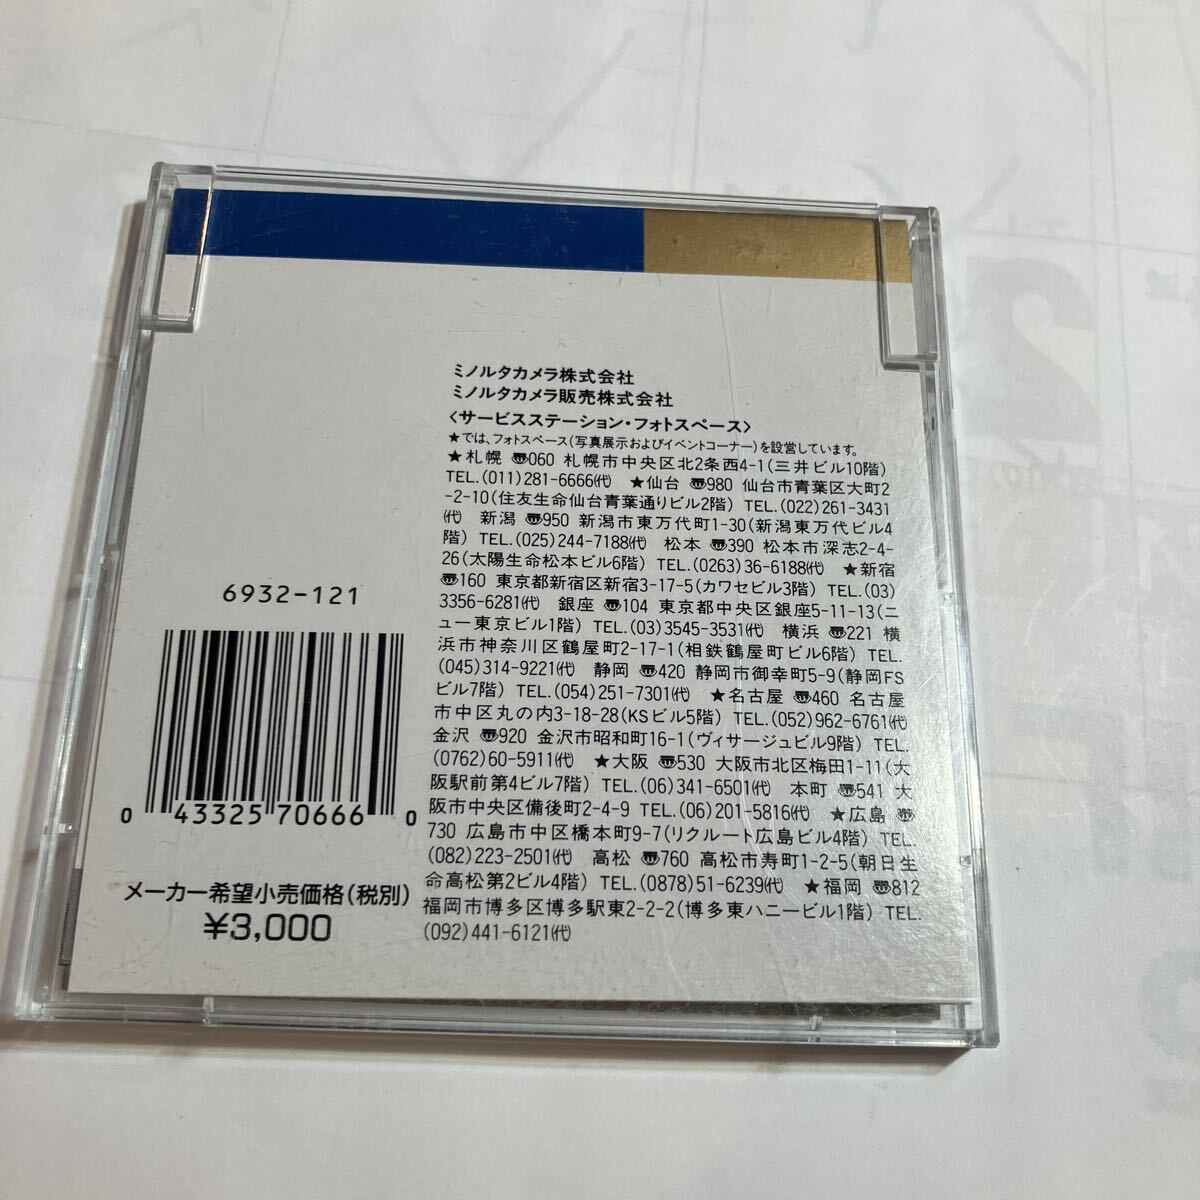 ミノルタカメラ株式会社
ミノルタカメラ販売株式会社
〈サービスステーション・フォトスペース〉
★では、フォトスペース(写真展示およびイベントコーナー)を設営しています。
★札幌 〠060 札幌市中央区北2条西4-1(三井ビル10階)
TEL.(011)281-6666㈹ ★仙台 〠980 仙台市青葉区大町2
-2-10(住友生命仙台青葉通りビル2階) TEL.(022)261-3431
㈹ 新潟 〠950 新潟市東万代町1-30(新潟東万代ビル4
階) TEL.(025)244-7188㈹ 松本 〠390 松本市深志2-4-
26(太陽生命松本ビル6階) TEL.(0263)36-6188㈹ ★新宿
〠160 東京都新宿区新宿3-17-5(カワセビル3階) TEL.(03)
3356-6281㈹ 銀座 〠104 東京都中央区銀座5-11-13(ニ
ュー東京ビル1階) TEL.(03)3545-3531㈹ 横浜 〠221 横
浜市神奈川区鶴屋町2-17-1(相鉄鶴屋町ビル6階) TEL.
(045)314-9221㈹ 静岡 〠420 静岡市御幸町5-9(静岡FS
ビル7階) TEL.(054)251-7301㈹ ★名古屋 〠460 名古屋
市中区丸の内3-18-28(KSビル5階) TEL.(052)962-6761㈹
金沢 〠920 金沢市昭和町16-1(ヴィサージュビル9階) TEL.
(0762)60-5911㈹ ★大阪 〠530 大阪市北区梅田1-11(大
阪駅前第4ビル7階) TEL.(06)341-6501㈹ 本町 〠541 大
阪市中央区備後町2-4-9 TEL.(06)201-5816㈹ ★広島 〠
730 広島市中区橋本町9-7(リクルート広島ビル4階) TEL.
(082)223-2501㈹ 高松 〠760 高松市寿町1-2-5(朝日生
命高松第2ビル4階) TEL.(0878)51-6239㈹ ★福岡 〠812
福岡市博多区博多駅東2-2-2(博多東ハニービル1階) TEL.
(092)441-6121㈹
6932-121
0 43325 70666 0
メーカー希望小売価格(税別)
¥3,000